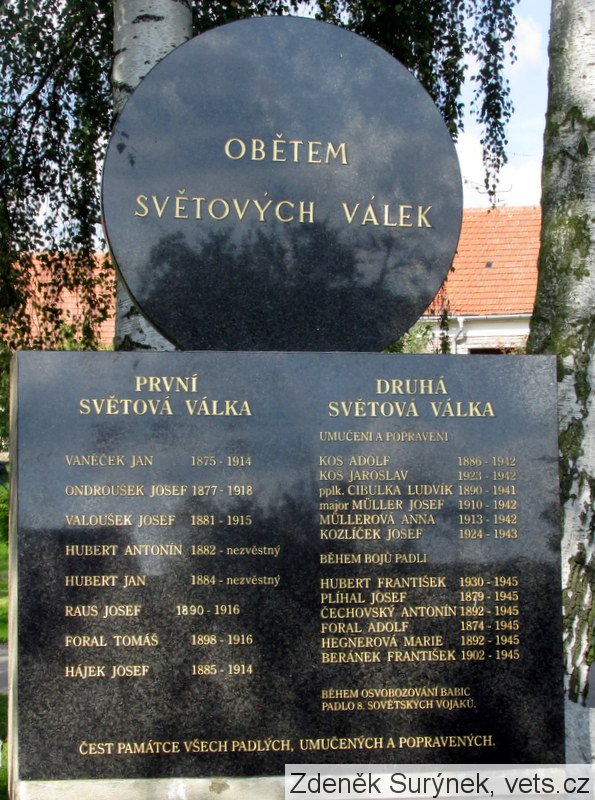 OBĚTEM
SVĚTOVÝCH VÁLEK
PRVNÍ
SVĚTOVÁ VÁLKA
VANĚČEK JAN 1875 - 1914
ONDROUŠEK JOSEF 1877 - 1918
VALOUŠEK JOSEF 1881 - 1915
HUBERT ANTONÍN 1882 - nezvěstný
HUBERT JAN 1884 - nezvěstný
RAUS JOSEF 1890 - 1916
FORAL TOMÁŠ 1898 - 1916
HÁJEK JOSEF 1885 - 1914
DRUHÁ
SVĚTOVÁ VÁLKA
UMUČENI A POPRAVENI
KOS ADOLF 1886 - 1942
KOS JAROSLAV 1923 - 1942
pplk. CIBULKA LUDVÍK 1890 - 1941
major MÜLLER JOSEF 1910 - 1942
MÜLLEROVÁ ANNA 1913 - 1942
KOZLÍČEK JOSEF 1924 - 1943
BĚHEM BOJŮ PADLI
HUBERT FRANTIŠEK 1930 - 1945
PLÍHAL JOSEF 1879 - 1945
ČECHOVSKÝ ANTONÍN 1892 - 1945
FORAL ADOLF 1874 - 1945
HEGNEROVÁ MARIE 1892 - 1945
BERÁNEK FRANTIŠEK 1902 - 1945
BĚHEM OSVOBOZOVÁNÍ BABIC
PADLO 8. SOVĚTSKÝCH VOJÁKŮ.
ČEST PAMÁTCE VŠECH PADLÝCH, UMUČENÝCH A POPRAVENÝCH.
Zdeněk Surýnek, vets.cz